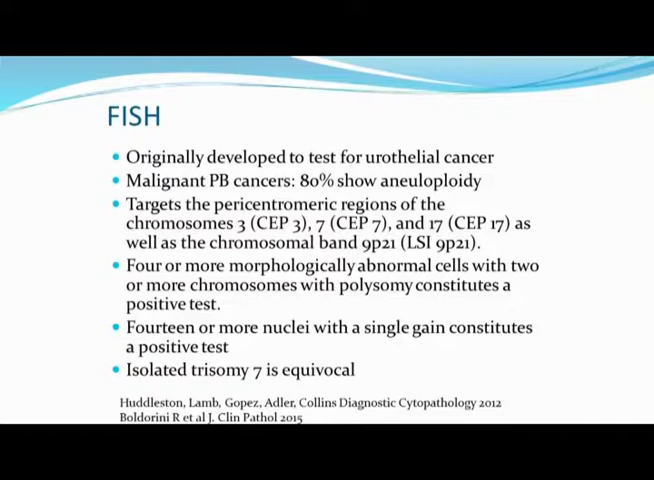 FISH
Originally developed to test for urothelial cancer
Malignant PB cancers: 80% show aneuloploidy
Targets the pericentromeric regions of the
chromosomes 3 (CEP 3), 7 (CEP 7), and 17 (CEP 17) as
well as the chromosomal band 9p21 (LSI 9p21).
Four or more morphologically abnormal cells with two
or more chromosomes with polysomy constitutes a
positive test.
Fourteen or more nuclei with a single gain constitutes
a positive test
Isolated trisomy 7 is equivocal
Huddleston, Lamb, Gopez, Adler, Collins Diagnostic Cytopathology 2012
Boldorini R et al J. Clin Pathol 2015